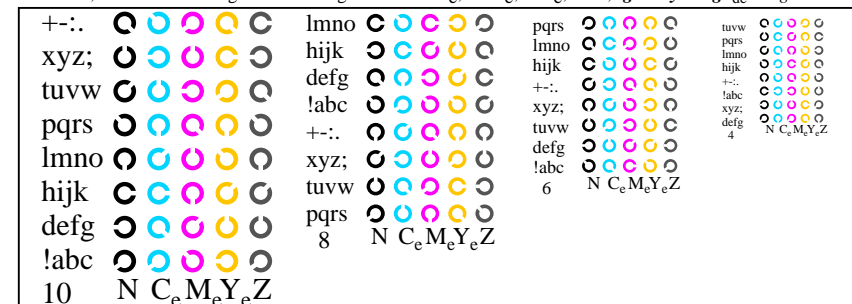 +-:.
xyz;
tuvw
pqrs
lmno
hijk
defg
!abc
10 N CeMeYeZ
lmno
hijk
defg
!abc
+-:.
xyz;
tuvw
pqrs
8 N CeMeYeZ
pqrs
lmno
hijk
+-:.
xyz;
tuvw
defg
!abc
6 N CeMeYeZ
tuvw
pqrs
lmno
hijk
+-:.
!abc
xyz;
defg
4 N CeMeYeZ